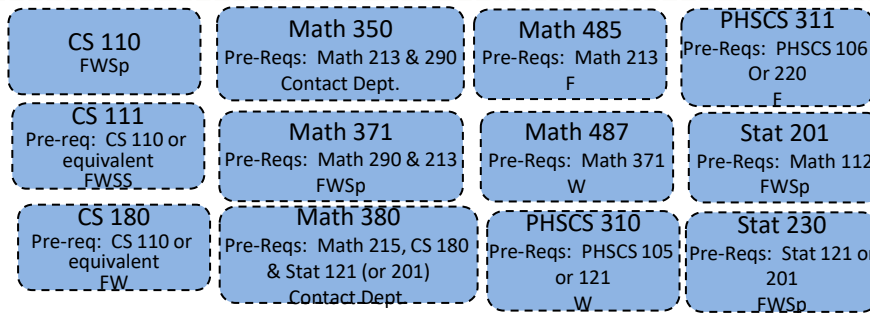 CS 110
FWSp
CS 111
Pre-req: CS 110 or
equivalent
FWSS
CS 180
Pre-req: CS 110 or
equivalent
FW
Math 350
Pre-Reqs: Math 213 & 290
Contact Dept.
Math 371
Pre-Reqs: Math 290 & 213
FWSp
Math 380
Pre-Reqs: Math 215, CS 180
& Stat 121 (or 201)
Contact Dept.
Math 485
Pre-Reqs: Math 213
F
Math 487
Pre-Reqs: Math 371
W
PHSCS 310
Pre-Reqs: PHSCS 105
or 121
W
PHSCS 311
Pre-Reqs: PHSCS 106
Or 220
F
Stat 201
Pre-Reqs: Math 112
FWSp
Stat 230
Pre-Reqs: Stat 121 or
201
FWSp